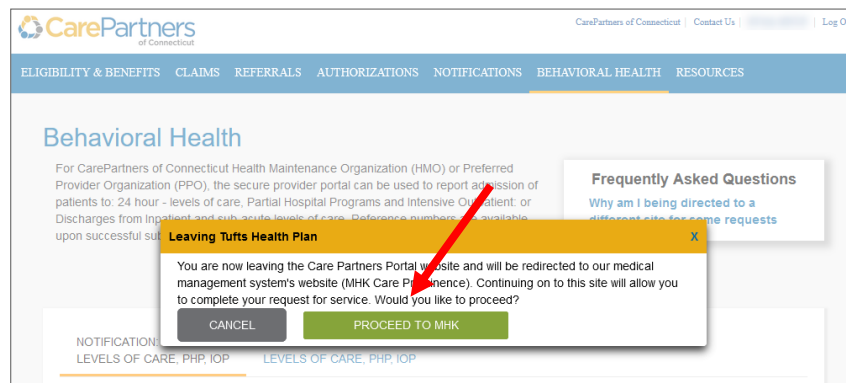 CarePartners
of Connecticut
CarePartners of Connecticut | Contact Us | | Log O
ELIGIBILITY & BENEFITS CLAIMS REFERRALS AUTHORIZATIONS NOTIFICATIONS BEHAVIORAL HEALTH RESOURCES
Behavioral Health
For CarePartners of Connecticut Health Maintenance Organization (HMO) or Preferred
Provider Organization (PPO), the secure provider portal can be used to report admission of
patients to: 24 hour - levels of care, Partial Hospital Programs and Intensive Outpatient: or
Discharges from Inpatient and sub-acute levels of care. Reference numbers are available
upon successful sub
Frequently Asked Questions
Why am I being directed to a
different site for some requests
Leaving Tufts Health Plan X
You are now leaving the Care Partners Portal website and will be redirected to our medical
management system's website (MHK Care Prominence). Continuing on to this site will allow you
to complete your request for service. Would you like to proceed?
CANCEL PROCEED TO MHK
NOTIFICATION:
LEVELS OF CARE, PHP, IOP LEVELS OF CARE, PHP, IOP